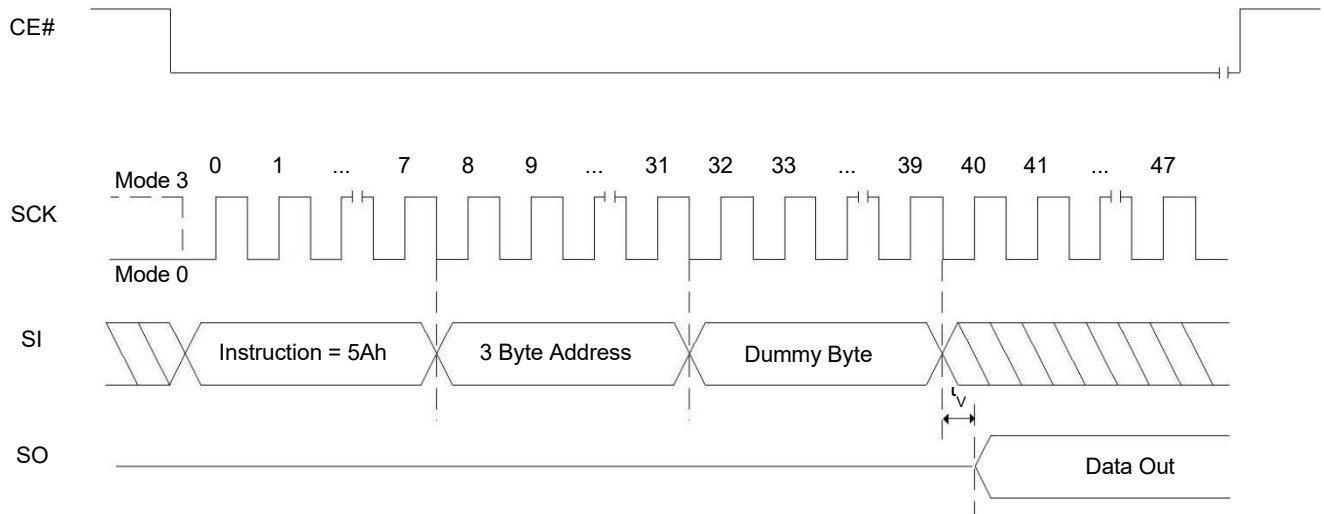 CE#
0 1 ... 7 8 9 ... 31 32 33 ... 39 40 41 ... 47
Mode 3
SCK
Mode 0
SI
Instruction = 5Ah
3 Byte Address
Dummy Byte
tV
SO
Data Out